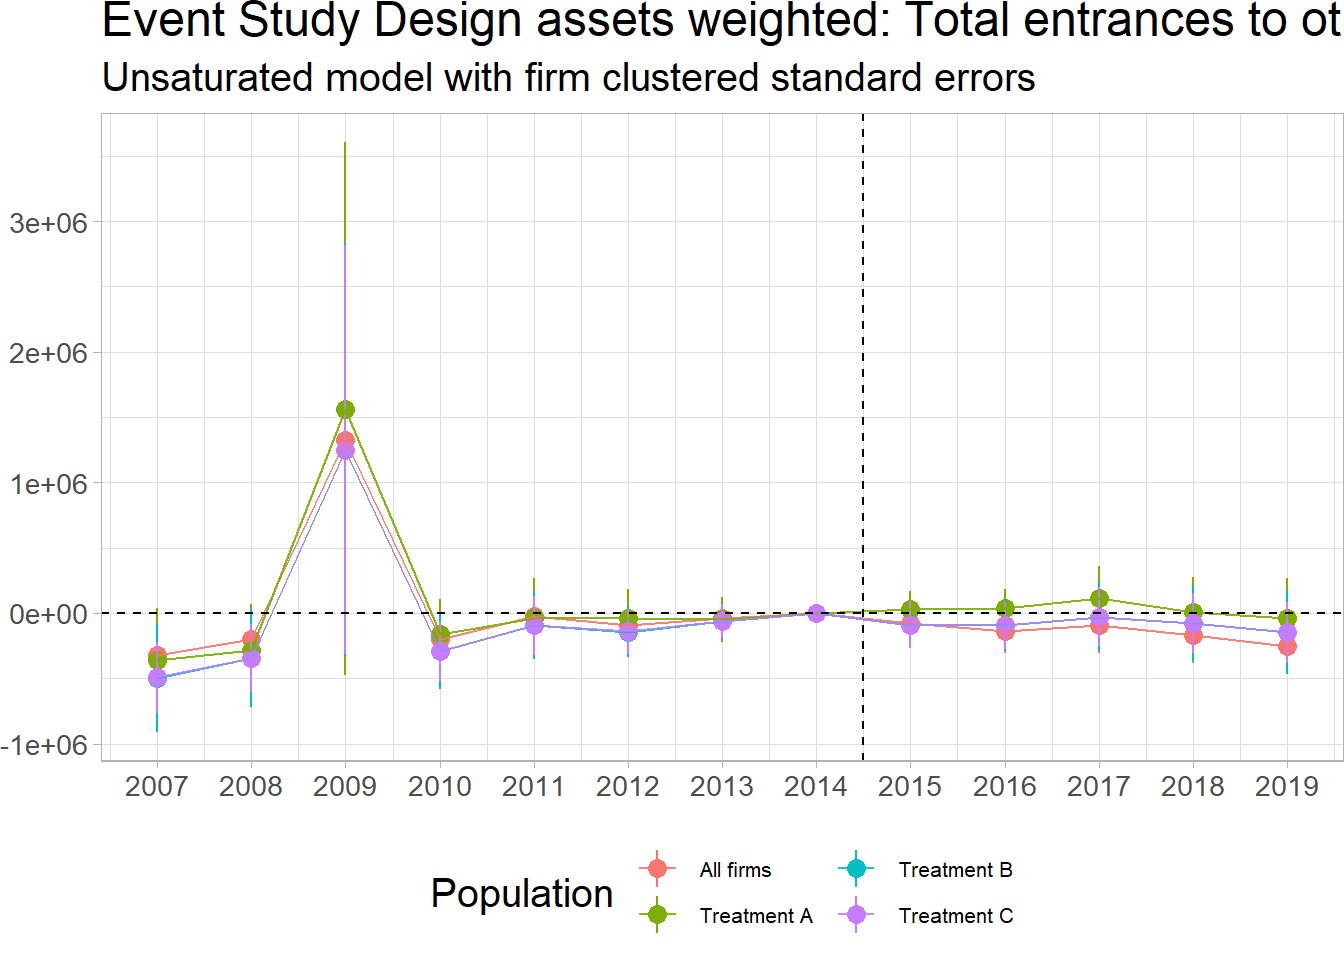 Event Study Design assets weighted: Total entrances to ot
Unsaturated model with firm clustered standard errors
3e+06
2e+06
1e+06
0e+00
-1e+06
2007 2008 2009 2010 2011 2012 2013 2014 2015 2016 2017 2018 2019
Population
All firms
Treatment A
Treatment B
Treatment C